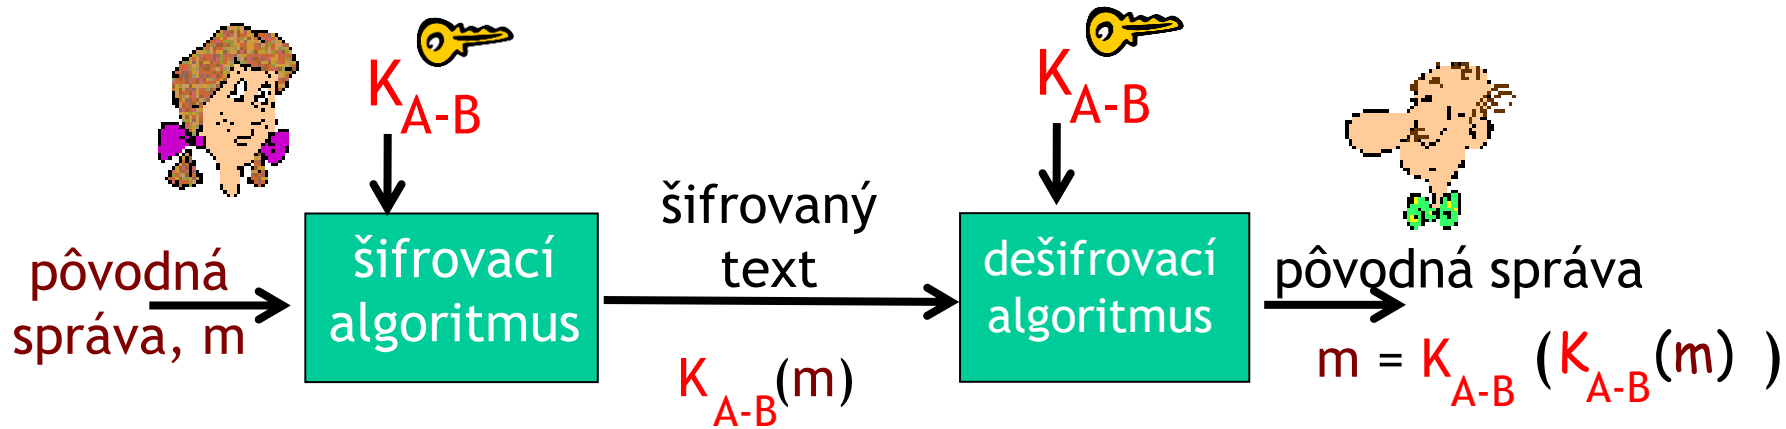 K A-B
K A-B
pôvodná
správa, m
šifrovací
algoritmus
šifrovaný
text
K A-B (m)
dešifrovací
algoritmus
pôvodná správa
m = K A-B (K A-B (m) )